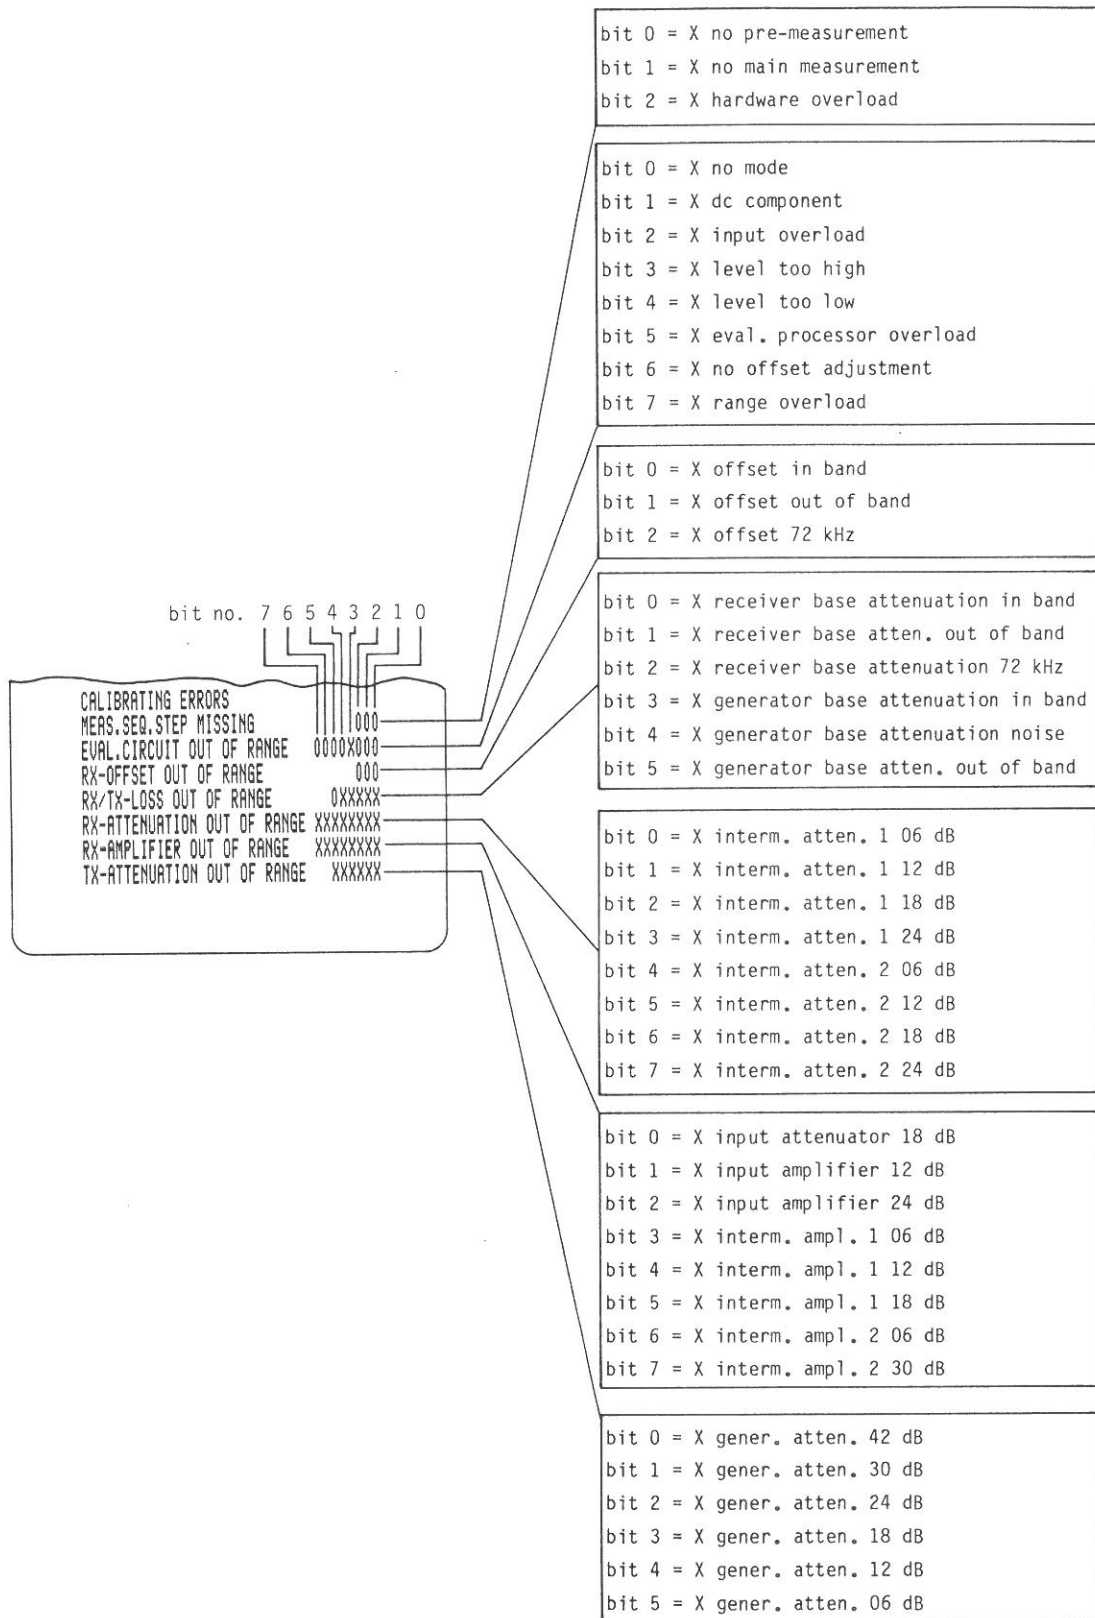 bit 0 = X no pre-measurement
bit 1 = X no main measurement
bit 2 = X hardware overload
bit 0 = X no mode
bit 1 = X dc component
bit 2 = X input overload
bit 3 = X level too high
bit 4 = X level too low
bit 5 = X eval. processor overload
bit 6 = X no offset adjustment
bit 7 = X range overload
bit 0 = X offset in band
bit 1 = X offset out of band
bit 2 = X offset 72 kHz
bit 0 = X receiver base attenuation in band
bit 1 = X receiver base atten. out of band
bit 2 = X receiver base attenuation 72 kHz
bit 3 = X generator base attenuation in band
bit 4 = X generator base attenuation noise
bit 5 = X generator base atten. out of band
bit no. 7 6 5 4 3 2 1 0
CALIBRATING ERRORS
MEAS.SEQ.STEP MISSING 000
EVAL.CIRCUIT OUT OF RANGE 0000X000
RX-OFFSET OUT OF RANGE 000
RX/TX-LOSS OUT OF RANGE 0XXXXX
RX-ATTENUATION OUT OF RANGE XXXXXXXX
RX-AMPLIFIER OUT OF RANGE XXXXXXXX
TX-ATTENUATION OUT OF RANGE XXXXXX
bit 0 = X interm. atten. 1 06 dB
bit 1 = X interm. atten. 1 12 dB
bit 2 = X interm. atten. 1 18 dB
bit 3 = X interm. atten. 1 24 dB
bit 4 = X interm. atten. 2 06 dB
bit 5 = X interm. atten. 2 12 dB
bit 6 = X interm. atten. 2 18 dB
bit 7 = X interm. atten. 2 24 dB
bit 0 = X input attenuator 18 dB
bit 1 = X input amplifier 12 dB
bit 2 = X input amplifier 24 dB
bit 3 = X interm. ampl. 1 06 dB
bit 4 = X interm. ampl. 1 12 dB
bit 5 = X interm. ampl. 1 18 dB
bit 6 = X interm. ampl. 2 06 dB
bit 7 = X interm. ampl. 2 30 dB
bit 0 = X gener. atten. 42 dB
bit 1 = X gener. atten. 30 dB
bit 2 = X gener. atten. 24 dB
bit 3 = X gener. atten. 18 dB
bit 4 = X gener. atten. 12 dB
bit 5 = X gener. atten. 06 dB